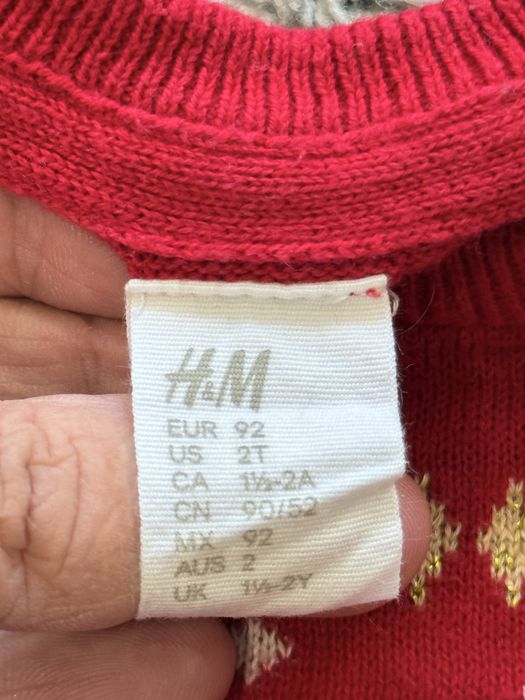 H&M
EUR 92
US 2T
CA 1½-2A
CN 90/52
MX 92
AUS 2
UK 1½-2Y